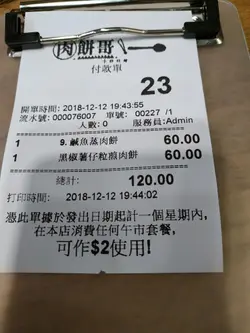 肉餅哥
付款單
23
開單時間: 2018-12-12 19:43:55
流水號: 000076007 車號: 00227 /1
人數: 0 服務員:Admin
1 9. 鹹魚蒸肉餅 60.00
1 黑椒薯仔粒煎肉餅 60.00
總計: 120.00
打印時間: 2018-12-12 19:44:02
憑此單據於發出日期起計一個星期內,
在本店消費任何午市套餐,
可作$2使用!